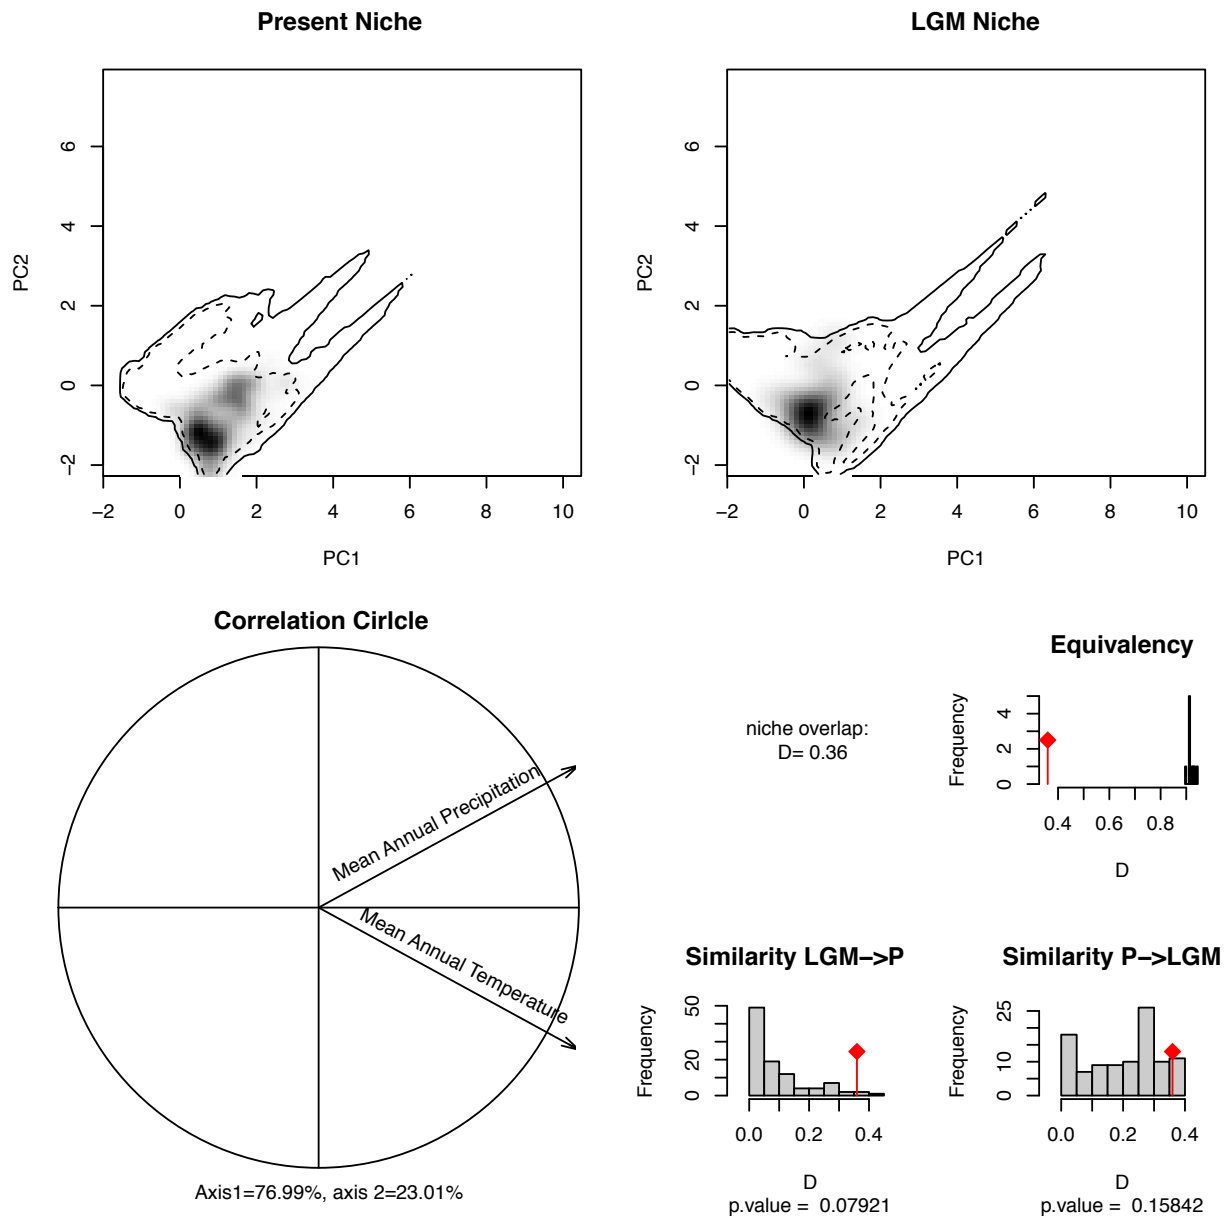 Present Niche
PC2
−2 0 2 4 6
−2 0 2 4 6 8 10
PC1
LGM Niche
PC2
−2 0 2 4 6
−2 0 2 4 6 8 10
PC1
Correlation Cirlcle
Mean Annual Precipitation
Mean Annual Temperature
Axis1=76.99%, axis 2=23.01%
niche overlap:
D= 0.36
Equivalency
Frequency
0 2 4
0.4 0.6 0.8
D
Similarity LGM−>P
Frequency
0 20 50
0.0 0.2 0.4
D
p.value = 0.07921
Similarity P−>LGM
Frequency
0 10 25
0.0 0.2 0.4
D
p.value = 0.15842